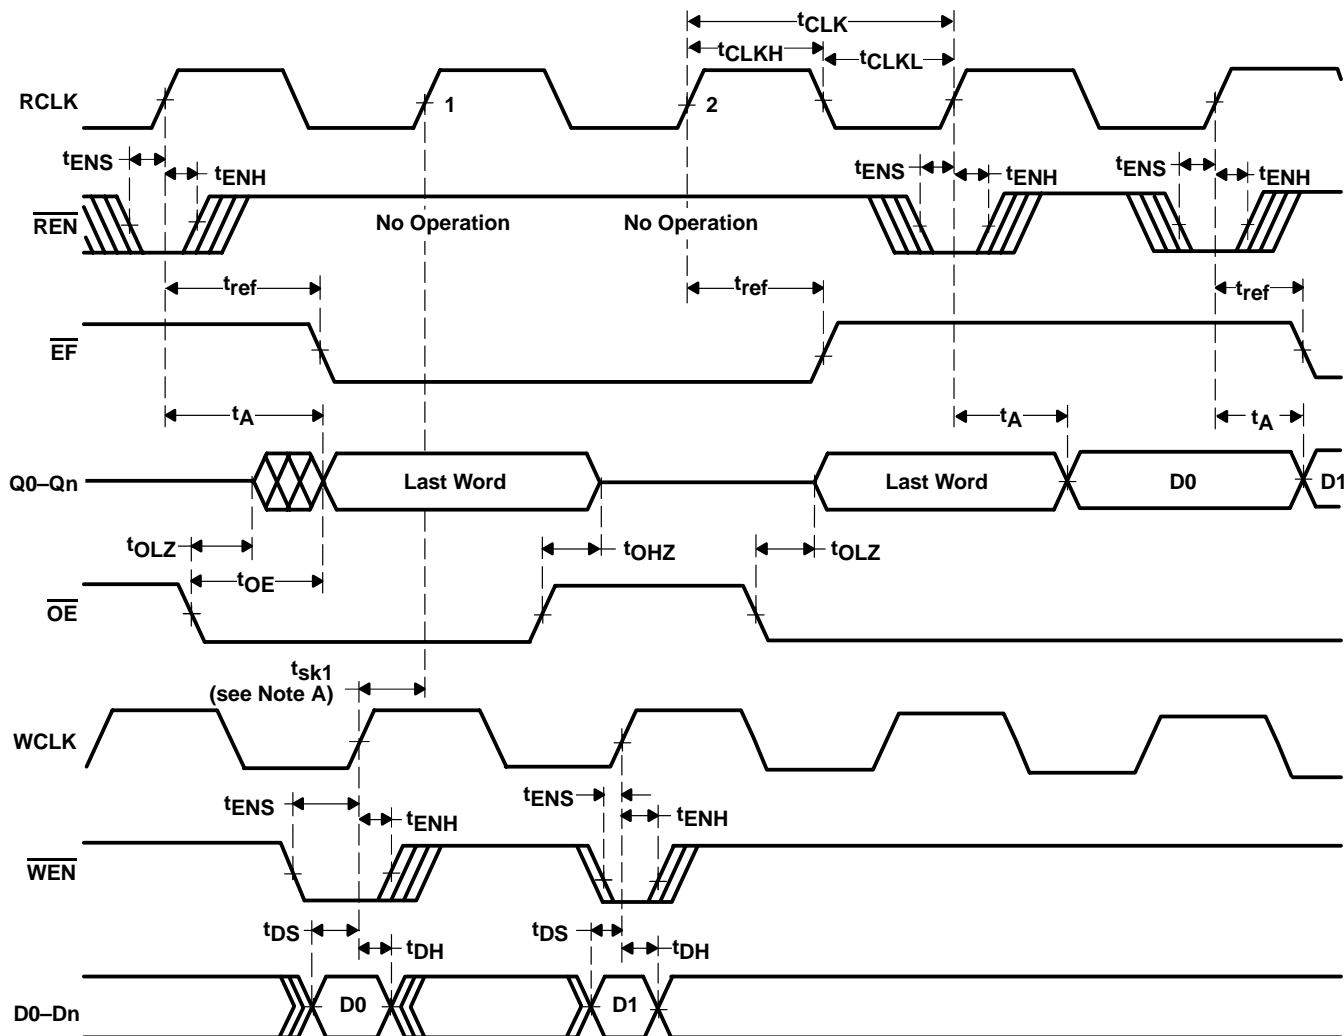 tCLK
tCLKH
tCLKL
RCLK
1
2
tENS
tENH
tENS
tENH
tENS
tENH
REN
No Operation
No Operation
tref
tref
tref
EF
tA
tA
tA
Q0–Qn
Last Word
Last Word
D0
D1
tOLZ
tOHZ
tOLZ
tOE
OE
tsk1
(see Note A)
WCLK
tENS
tENH
tENS
tENH
WEN
tDS
tDH
tDS
tDH
D0–Dn
D0
D1